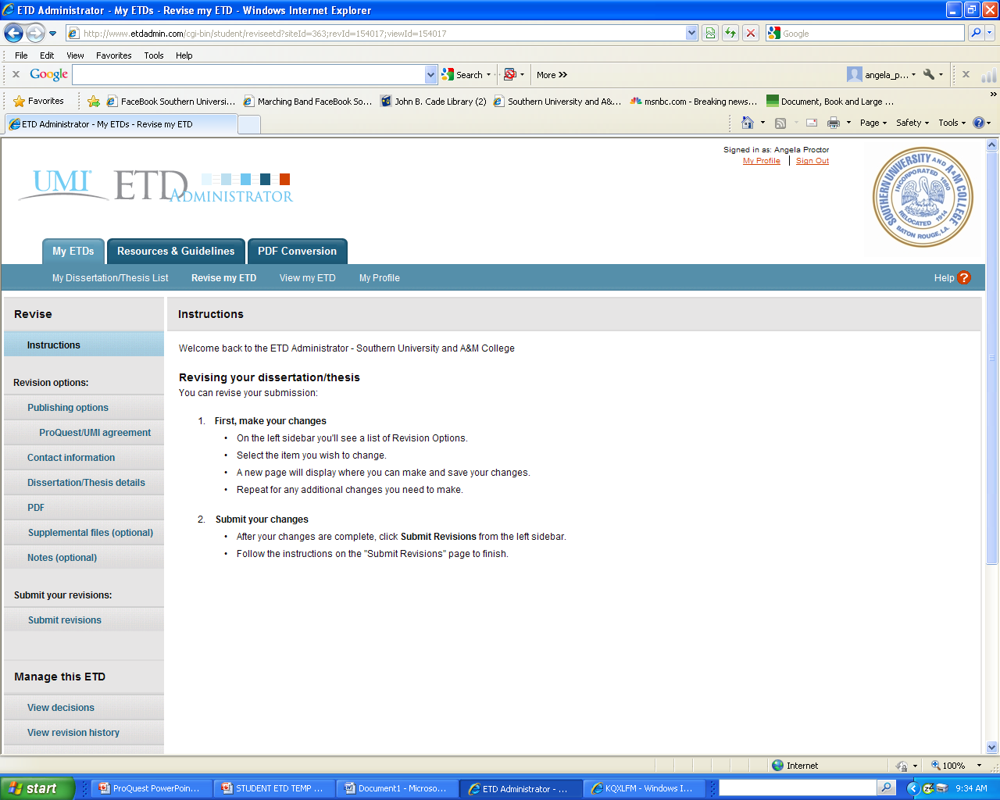 ETD Administrator - My ETDs - Revise my ETD - Windows Internet Explorer
http://www.etdadmin.com/cgi-bin/student/reviseetd?siteId=363;revId=154017;viewId=154017
Google
File Edit View Favorites Tools Help
Google Search More >> angela_p...
Favorites FaceBook Southern Universi... Marching Band FaceBook So... John B. Cade Library (2) Southern University and A&... msnbc.com - Breaking news... Document, Book and Large ...
ETD Administrator - My ETDs - Revise my ETD Page Safety Tools
Signed in as: Angela Proctor
My Profile | Sign Out
UMI ETD ADMINISTRATOR
SOUTHERN UNIVERSITY AND A&M COLLEGE
INCORPORATED 1880
RELOCATED 1914
BATON ROUGE, LA.
My ETDs Resources & Guidelines PDF Conversion
My Dissertation/Thesis List Revise my ETD View my ETD My Profile Help ?
Revise
Instructions
Revision options:
Publishing options
ProQuest/UMI agreement
Contact information
Dissertation/Thesis details
PDF
Supplemental files (optional)
Notes (optional)
Submit your revisions:
Submit revisions
Manage this ETD
View decisions
View revision history
Instructions
Welcome back to the ETD Administrator - Southern University and A&M College
Revising your dissertation/thesis
You can revise your submission:
1. First, make your changes
• On the left sidebar you'll see a list of Revision Options.
• Select the item you wish to change.
• A new page will display where you can make and save your changes.
• Repeat for any additional changes you need to make.
2. Submit your changes
• After your changes are complete, click Submit Revisions from the left sidebar.
• Follow the instructions on the "Submit Revisions" page to finish.
Internet 100%
start ProQuest PowerPoin... STUDENT ETD TEMP ... Document1 - Microso... ETD Administrator - ... KQXLFM - Windows I... 9:34 AM